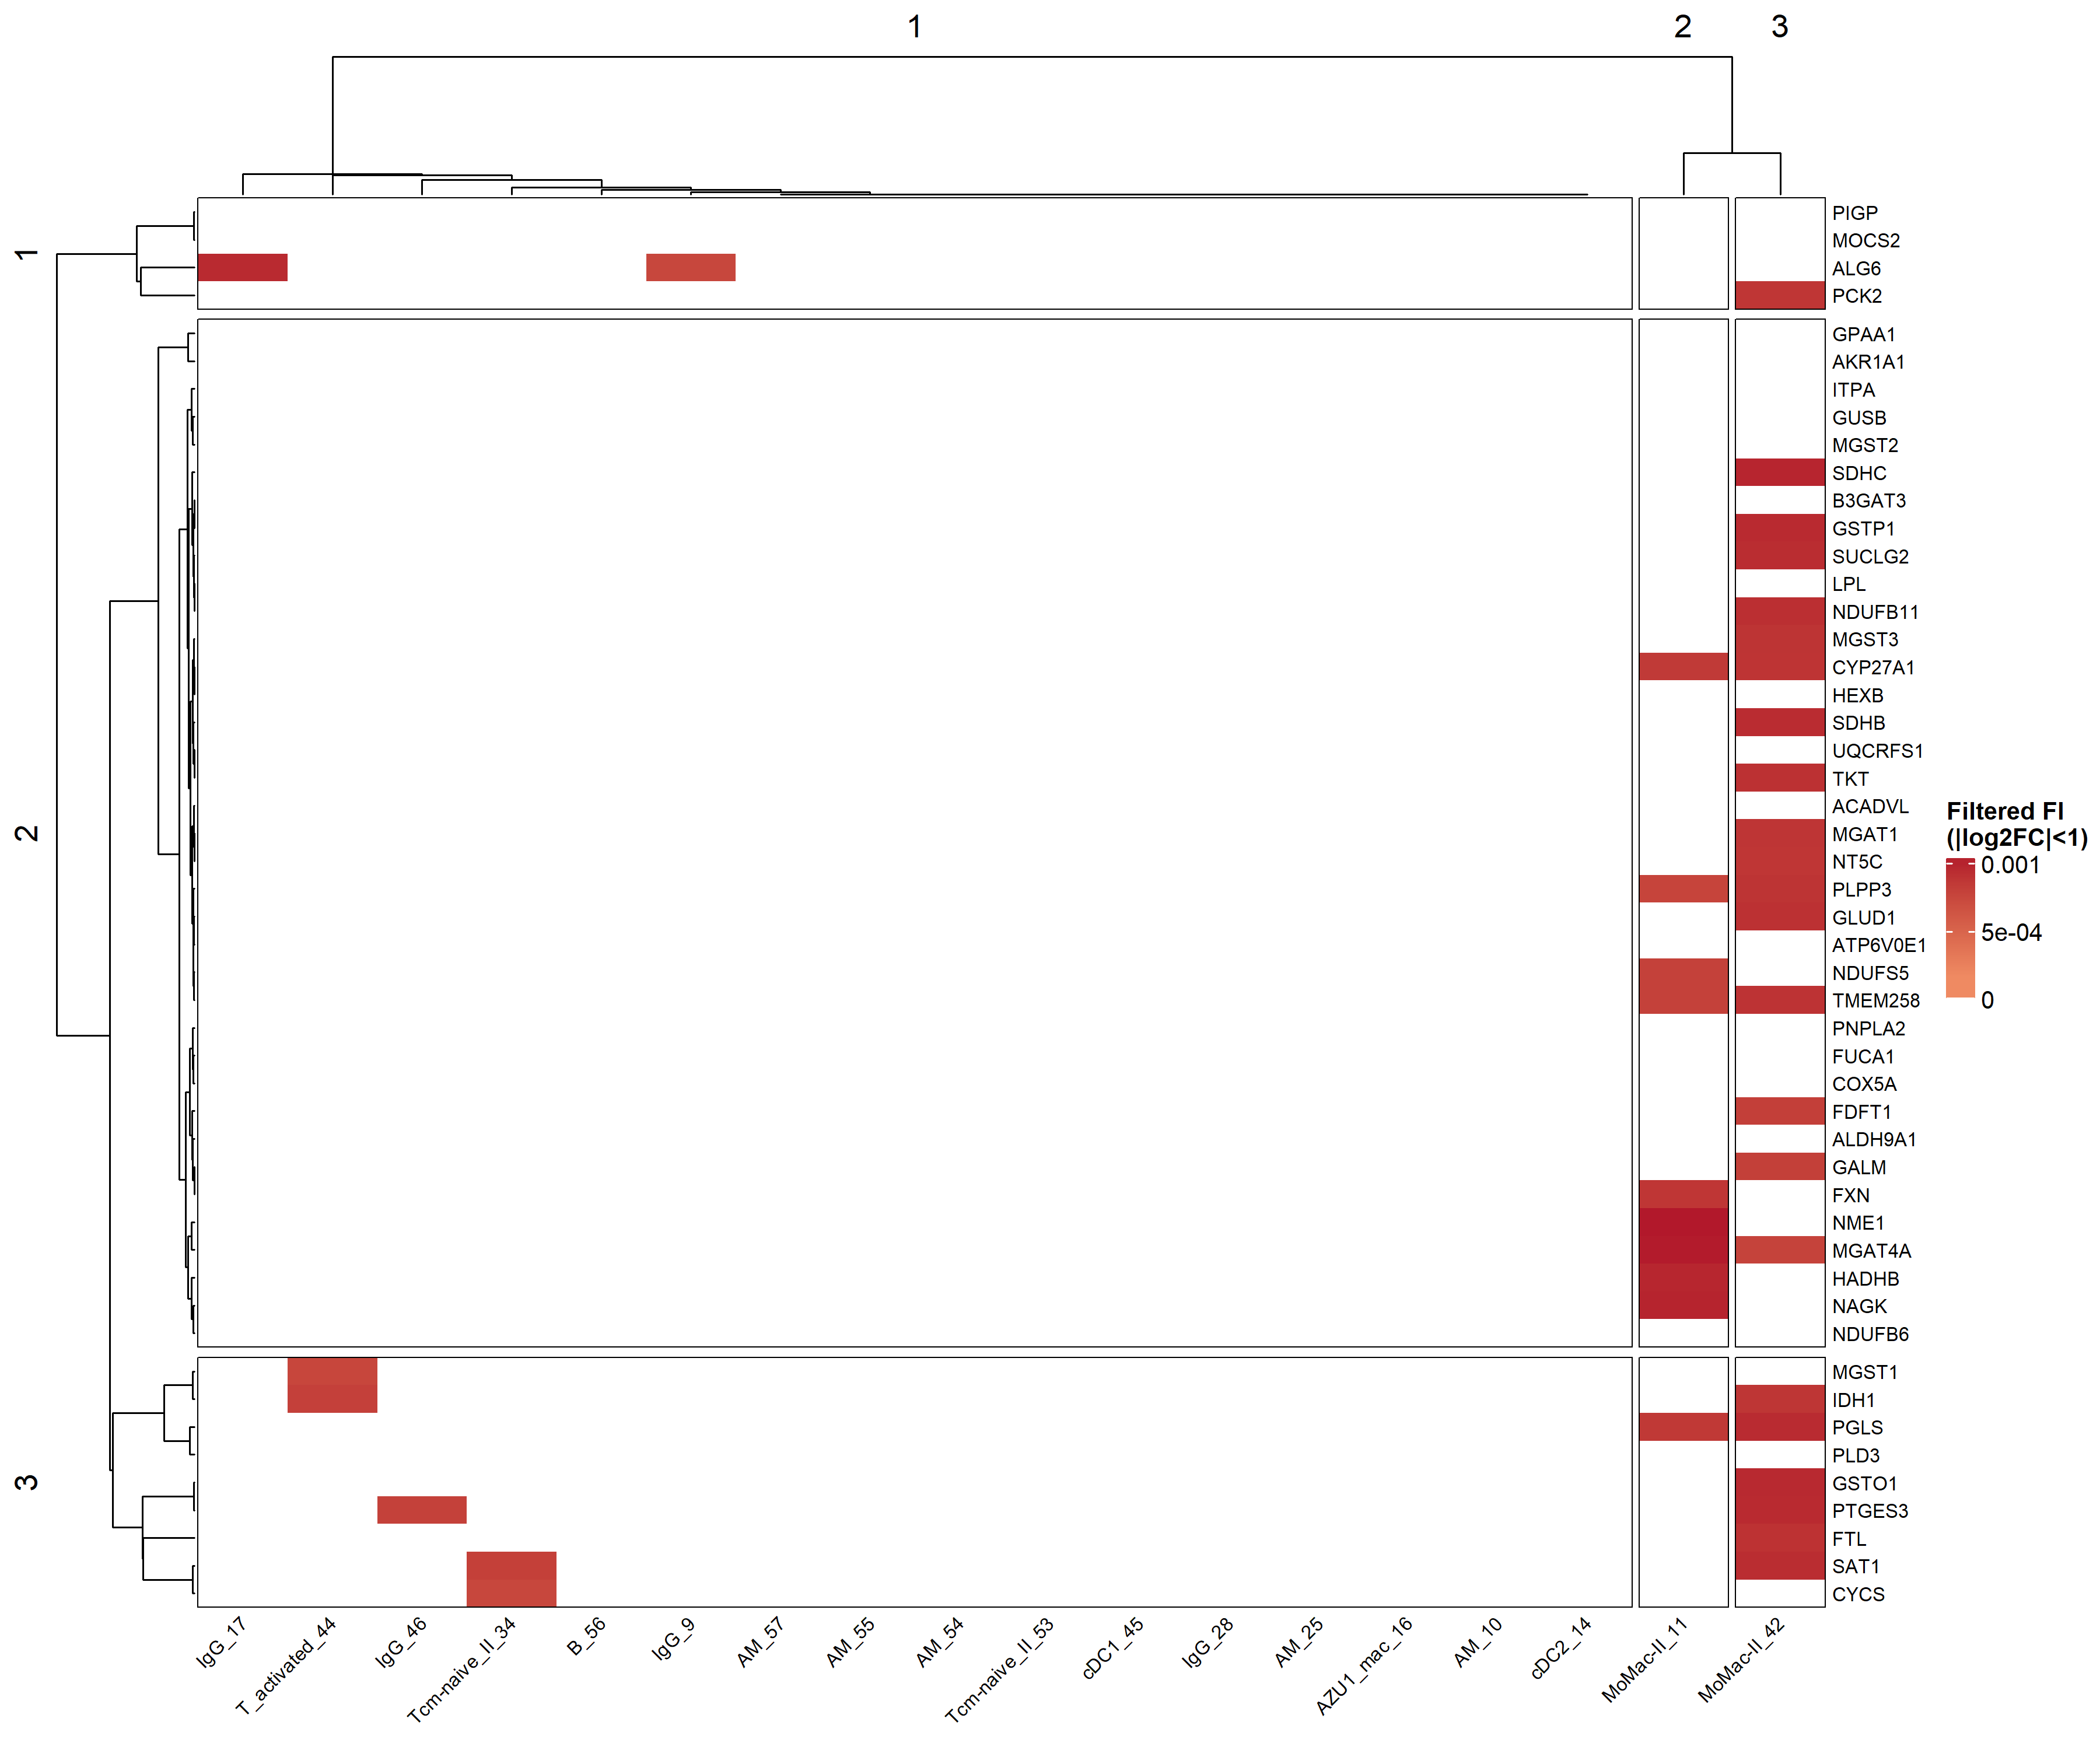 1
2
3
1
2
3
PIGP
MOCS2
ALG6
PCK2
GPAA1
AKR1A1
ITPA
GUSB
MGST2
SDHC
B3GAT3
GSTP1
SUCLG2
LPL
NDUFB11
MGST3
CYP27A1
HEXB
SDHB
UQCRFS1
TKT
ACADVL
MGAT1
NT5C
PLPP3
GLUD1
ATP6V0E1
NDUFS5
TMEM258
PNPLA2
FUCA1
COX5A
FDFT1
ALDH9A1
GALM
FXN
NME1
MGAT4A
HADHB
NAGK
NDUFB6
MGST1
IDH1
PGLS
PLD3
GSTO1
PTGES3
FTL
SAT1
CYCS
Filtered FI
(|log2FC|<1)
0.001
5e-04
0
IgG_17
T_activated_44
IgG_46
Tcm-naive_II_34
B_56
IgG_9
AM_57
AM_55
AM_54
Tcm-naive_II_53
cDC1_45
IgG_28
AM_25
AZU1_mac_16
AM_10
cDC2_14
MoMac-II_11
MoMac-II_42